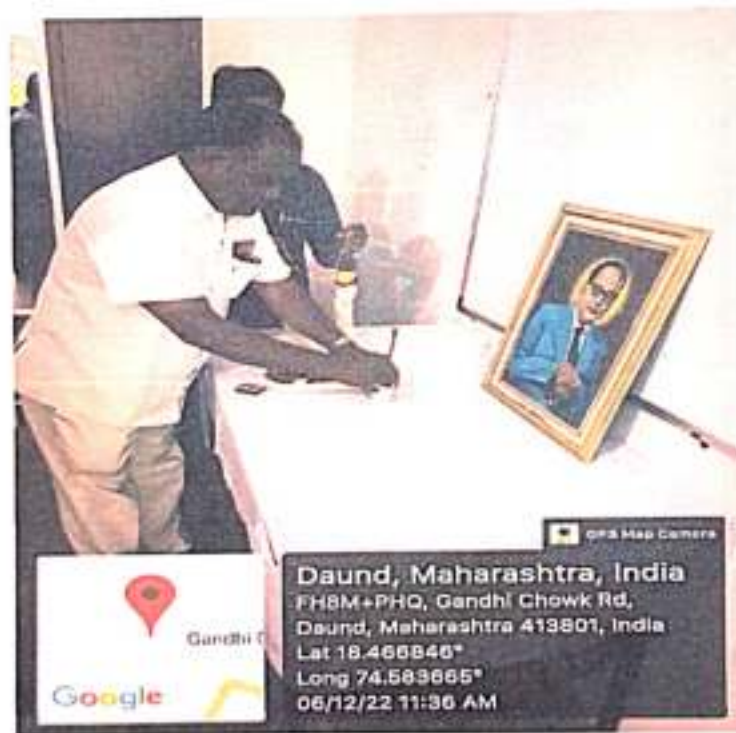 GPS Map Camera
Daund, Maharashtra, India
FH8M+PHQ, Gandhi Chowk Rd,
Daund, Maharashtra 413801, India
Lat 18.466846°
Long 74.583665°
06/12/22 11:36 AM
Gandhi
Google